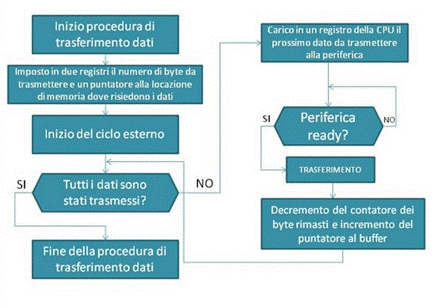 Inizio procedura di
trasferimento dati
Imposto in due registri il numero di byte da
trasmettere e un puntatore alla locazione
di memoria dove risiedono i dati
Inizio del ciclo esterno
SI
Tutti i dati sono
stati trasmessi?
NO
Fine della procedura di
trasferimento dati
Carico in un registro della CPU il
prossimo dato da trasmettere
alla periferica
SI
Periferica
ready?
NO
TRASFERIMENTO
Decremento del contatore dei
byte rimasti e incremento del
puntatore al buffer